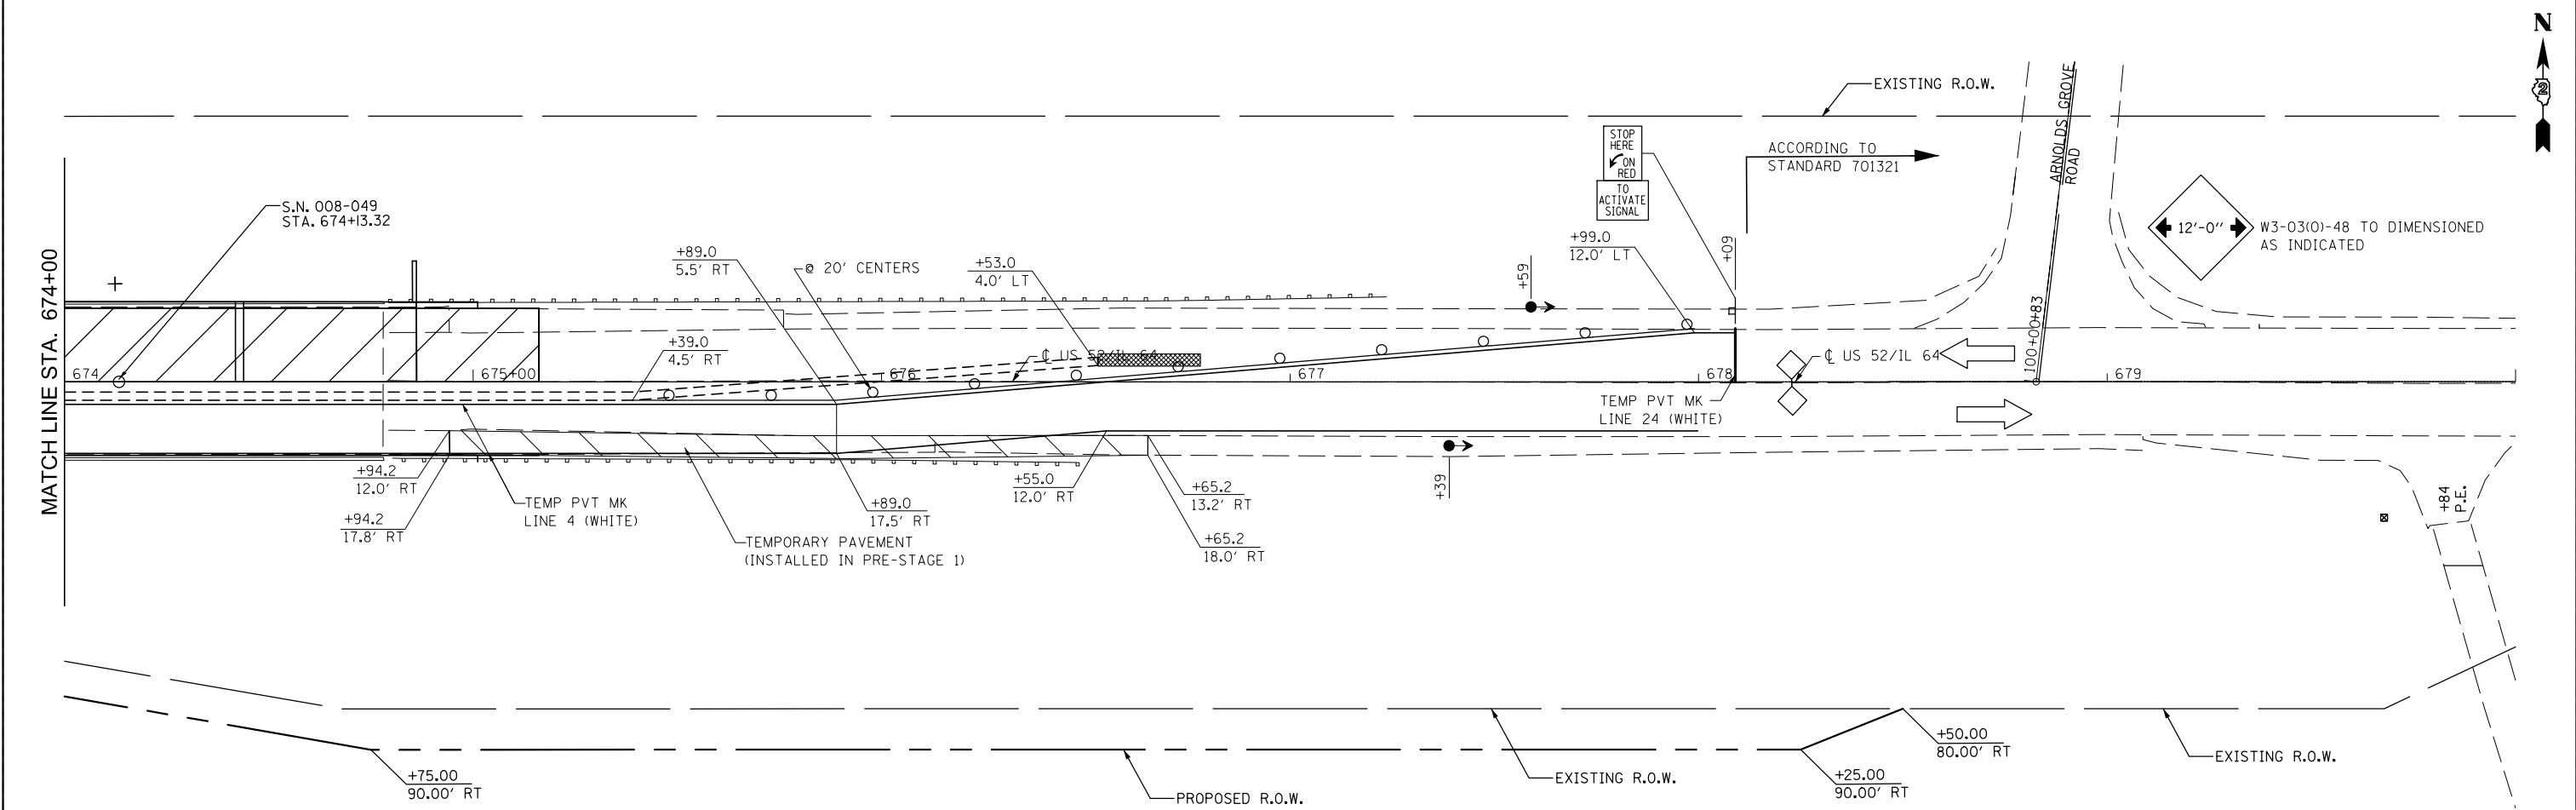 N
2
EXISTING R.O.W.
STOP
HERE
ON
RED
TO
ACTIVATE
SIGNAL
ACCORDING TO
STANDARD 701321
ARNOLDS GROVE
ROAD
12'-0"
W3-03(O)-48 TO DIMENSIONED
AS INDICATED
S.N. 008-049
STA. 674+13.32
MATCH LINE STA. 674+00
+89.0
5.5' RT
@ 20' CENTERS
+53.0
4.0' LT
+59
+99.0
12.0' LT
+09
+39.0
4.5' RT
℄ US 52/IL 64
℄ US 52/IL 64
1100+00+83
674
675+00
676
677
678
679
TEMP PVT MK
LINE 24 (WHITE)
+94.2
12.0' RT
+94.2
17.8' RT
TEMP PVT MK
LINE 4 (WHITE)
TEMPORARY PAVEMENT
(INSTALLED IN PRE-STAGE 1)
+89.0
17.5' RT
+55.0
12.0' RT
+65.2
13.2' RT
+65.2
18.0' RT
+39
+84
P.E.
+75.00
90.00' RT
PROPOSED R.O.W.
EXISTING R.O.W.
+25.00
90.00' RT
+50.00
80.00' RT
EXISTING R.O.W.